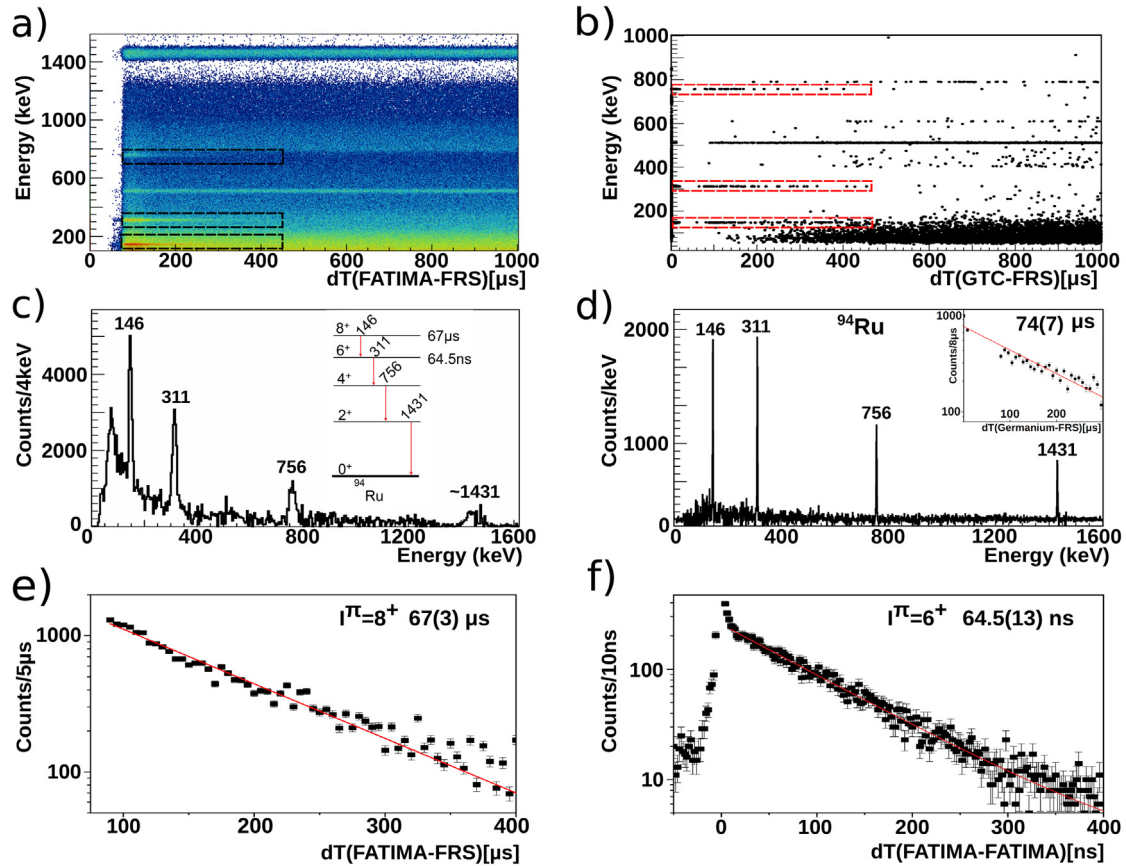 a)
Energy (keV)
1400
1000
600
400
200
100
0 200 400 600 800 1000
dT(FATIMA-FRS)[µs]
b)
Energy (keV)
1000
800
600
400
200
0 200 400 600 800 1000
dT(GTC-FRS)[µs]
c)
Counts/4keV
4000
2000
0
146
311
756
~1431
8⁺ 146 67µs
6⁺ 311 64.5ns
4⁺ 756
2⁺ 1431
0⁺
⁹⁴Ru
0 400 800 1200 1600
Energy (keV)
d)
Counts/keV
2000
1000
0
146
311
⁹⁴Ru
756
1431
74(7) µs
Counts/8µs
1000
100
100 200
dT(Germanium-FRS)[µs]
0 400 800 1200 1600
Energy (keV)
e)
Counts/5µs
1000
100
I^π=8⁺ 67(3) µs
100 200 300 400
dT(FATIMA-FRS)[µs]
f)
Counts/10ns
100
10
I^π=6⁺ 64.5(13) ns
0 100 200 300 400
dT(FATIMA-FATIMA)[ns]